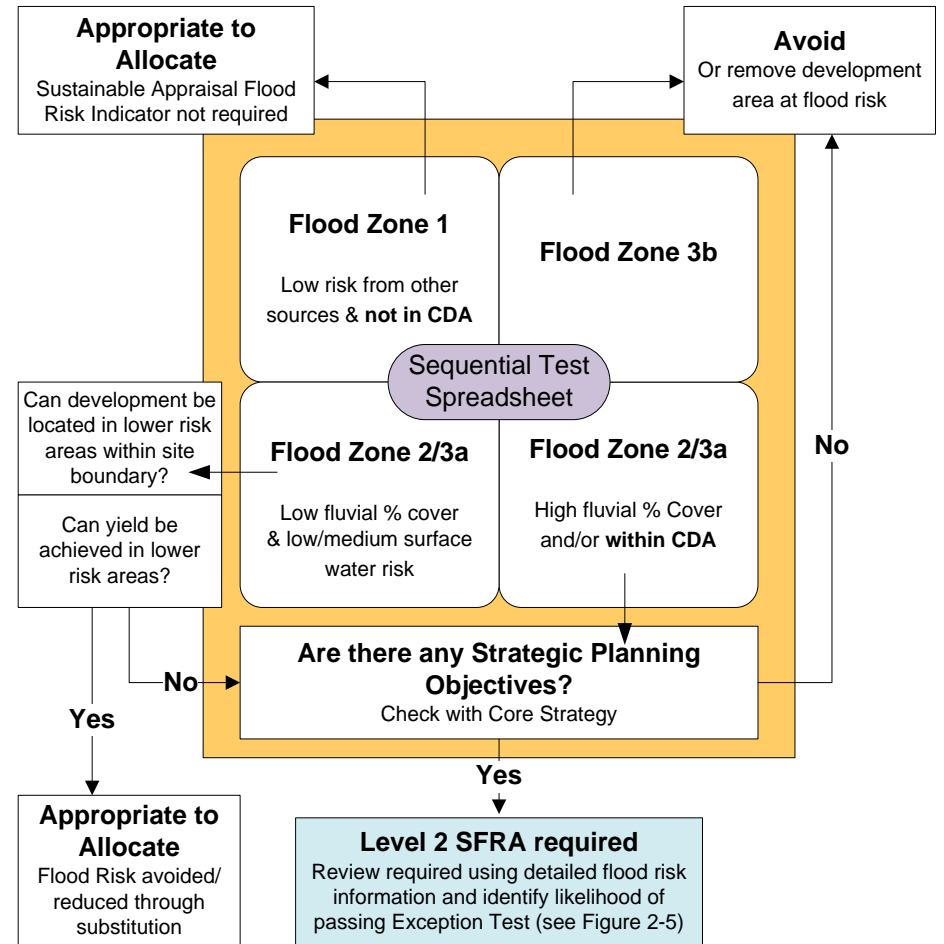 Appropriate to
Allocate
Sustainable Appraisal Flood
Risk Indicator not required
Avoid
Or remove development
area at flood risk
Flood Zone 1
Low risk from other
sources & not in CDA
Flood Zone 3b
Sequential Test
Spreadsheet
Can development be
located in lower risk
areas within site
boundary?
Can yield be
achieved in lower
risk areas?
Flood Zone 2/3a
Low fluvial % cover
& low/medium surface
water risk
Flood Zone 2/3a
High fluvial % Cover
and/or within CDA
No
Are there any Strategic Planning
Objectives?
Check with Core Strategy
No
Yes
Yes
Appropriate to
Allocate
Flood Risk avoided/
reduced through
substitution
Level 2 SFRA required
Review required using detailed flood risk
information and identify likelihood of
passing Exception Test (see Figure 2-5)